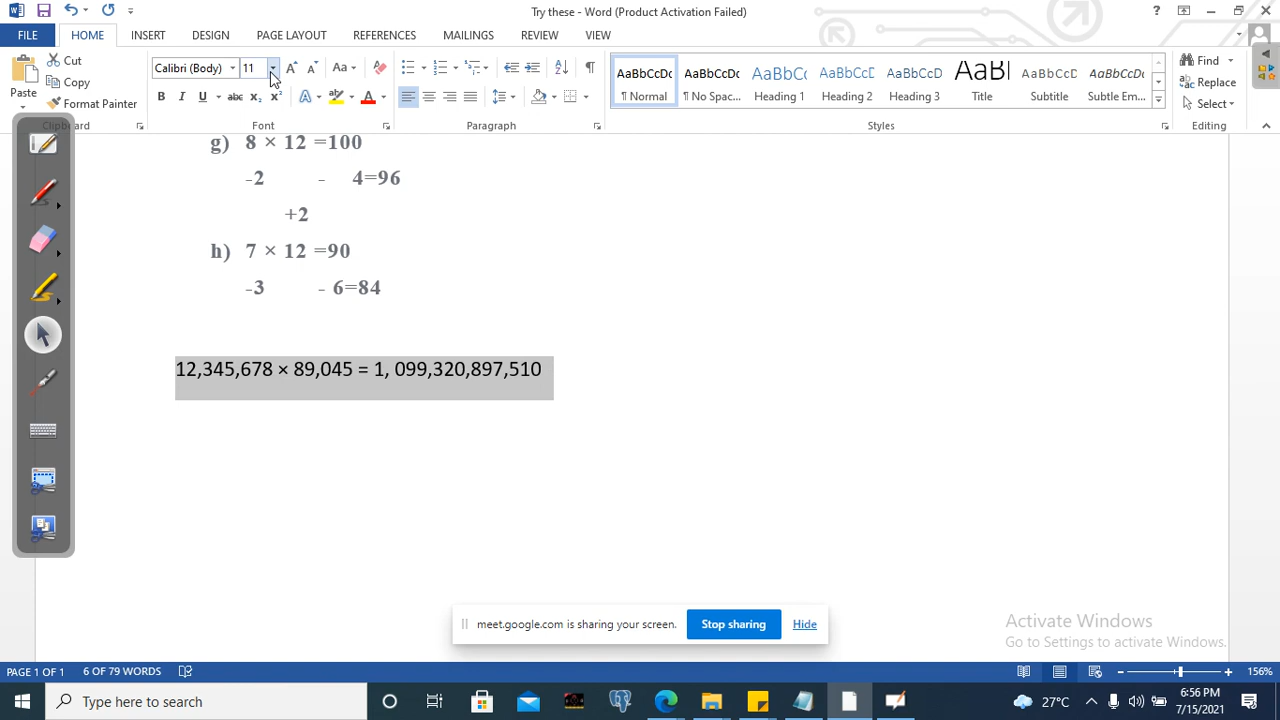 Try these - Word (Product Activation Failed)
FILE HOME INSERT DESIGN PAGE LAYOUT REFERENCES MAILINGS REVIEW VIEW
Paste
Cut
Copy
Format Painter
Clipboard
Calibri (Body) 11
Font
Paragraph
AaBbCcDc AaBbCcDc AaBbCc AaBbCcD AaBbCcD AaBl AaBbCcD AaBbCcDc
¶ Normal ¶ No Spac... Heading 1 Heading 2 Heading 3 Title Subtitle Subtle Em...
Styles
Find
Replace
Select
Editing
g) 8 × 12 =100
-2 - 4=96
+2
h) 7 × 12 =90
-3 - 6=84
12,345,678 × 89,045 = 1, 099,320,897,510
meet.google.com is sharing your screen. Stop sharing Hide
Activate Windows
Go to Settings to activate Windows.
PAGE 1 OF 1 6 OF 79 WORDS 156%
Type here to search 27°C 6:56 PM
7/15/2021